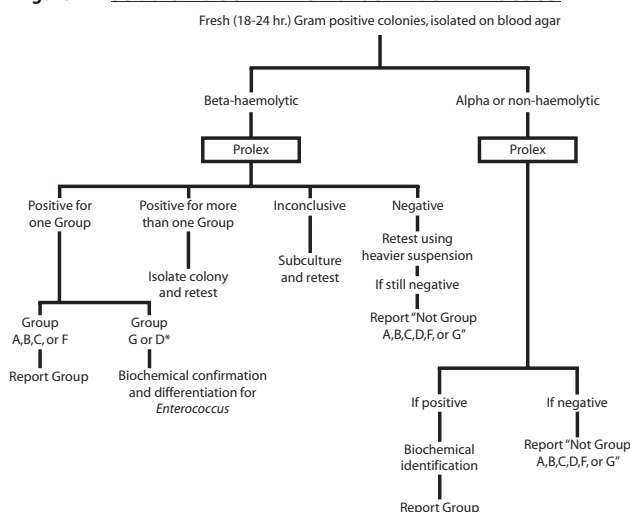 Fresh (18-24 hr.) Gram positive colonies, isolated on blood agar
Beta-haemolytic
Alpha or non-haemolytic
Prolex
Prolex
Positive for
one Group
Positive for more
than one Group
Inconclusive
Negative
Retest using
heavier suspension
Subculture
and retest
Isolate colony
and retest
If still negative
Report “Not Group
A,B,C,D,F, or G”
Group
A,B,C, or F
Group
G or D*
Report Group
Biochemical confirmation
and differentiation for
Enterococcus
If positive
If negative
Biochemical
identification
Report “Not Group
A,B,C,D,F, or G”
Report Group